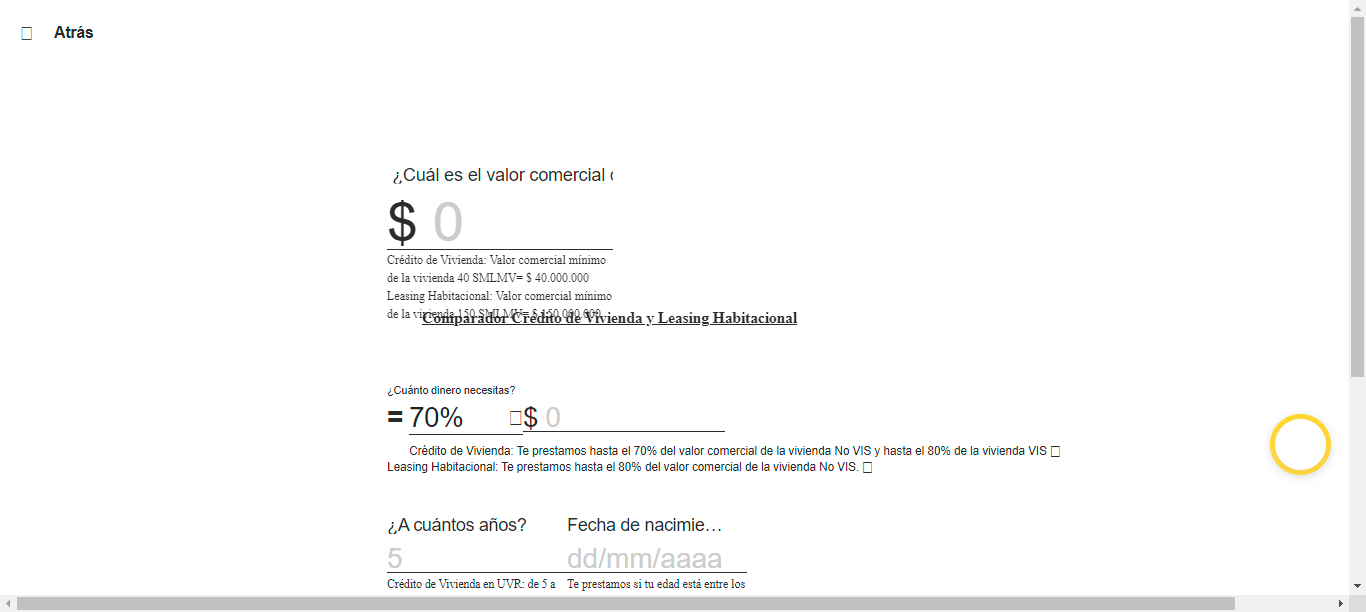 Atrás
¿Cuál es el valor comercial
$ 0
Crédito de Vivienda: Valor comercial mínimo
de la vivienda 40 SMLMV= $ 40.000.000
Leasing Habitacional: Valor comercial mínimo
de la vivienda 150 SMLMV= $ 150.000.000
Comparador Crédito de Vivienda y Leasing Habitacional
¿Cuánto dinero necesitas?
= 70% $ 0
Crédito de Vivienda: Te prestamos hasta el 70% del valor comercial de la vivienda No VIS y hasta el 80% de la vivienda VIS
Leasing Habitacional: Te prestamos hasta el 80% del valor comercial de la vivienda No VIS.
¿A cuántos años? Fecha de nacimie…
5 dd/mm/aaaa
Crédito de Vivienda en UVR: de 5 a Te prestamos si tu edad está entre los